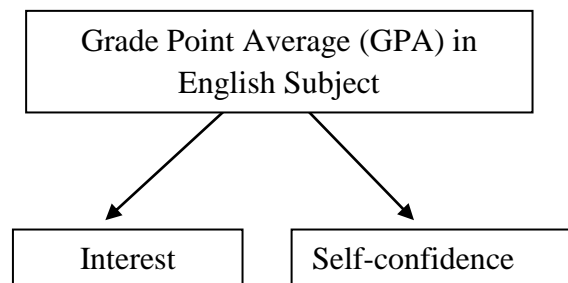 Grade Point Average (GPA) in
English Subject
Interest
Self-confidence